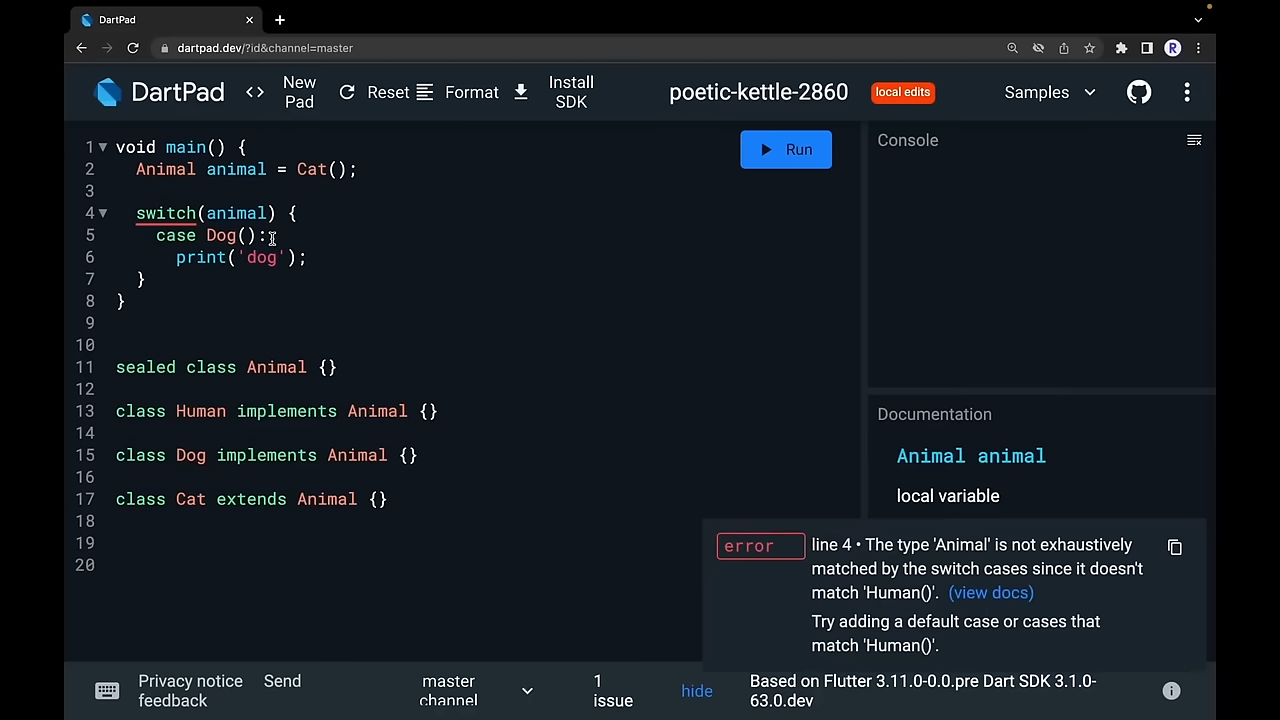 DartPad
dartpad.dev/?id&channel=master
R
DartPad
<>
New
Pad
Reset
Format
Install
SDK
poetic-kettle-2860
local edits
Samples
1 void main() {
2 Animal animal = Cat();
3
4 switch(animal) {
5 case Dog():
6 print('dog');
7 }
8 }
9
10
11 sealed class Animal {}
12
13 class Human implements Animal {}
14
15 class Dog implements Animal {}
16
17 class Cat extends Animal {}
18
19
20
Run
Console
Documentation
Animal animal
local variable
error
line 4 • The type 'Animal' is not exhaustively
matched by the switch cases since it doesn't
match 'Human()'. (view docs)
Try adding a default case or cases that
match 'Human()'.
Privacy notice
feedback
Send
master
channel
1
issue
hide
Based on Flutter 3.11.0-0.0.pre Dart SDK 3.1.0-
63.0.dev